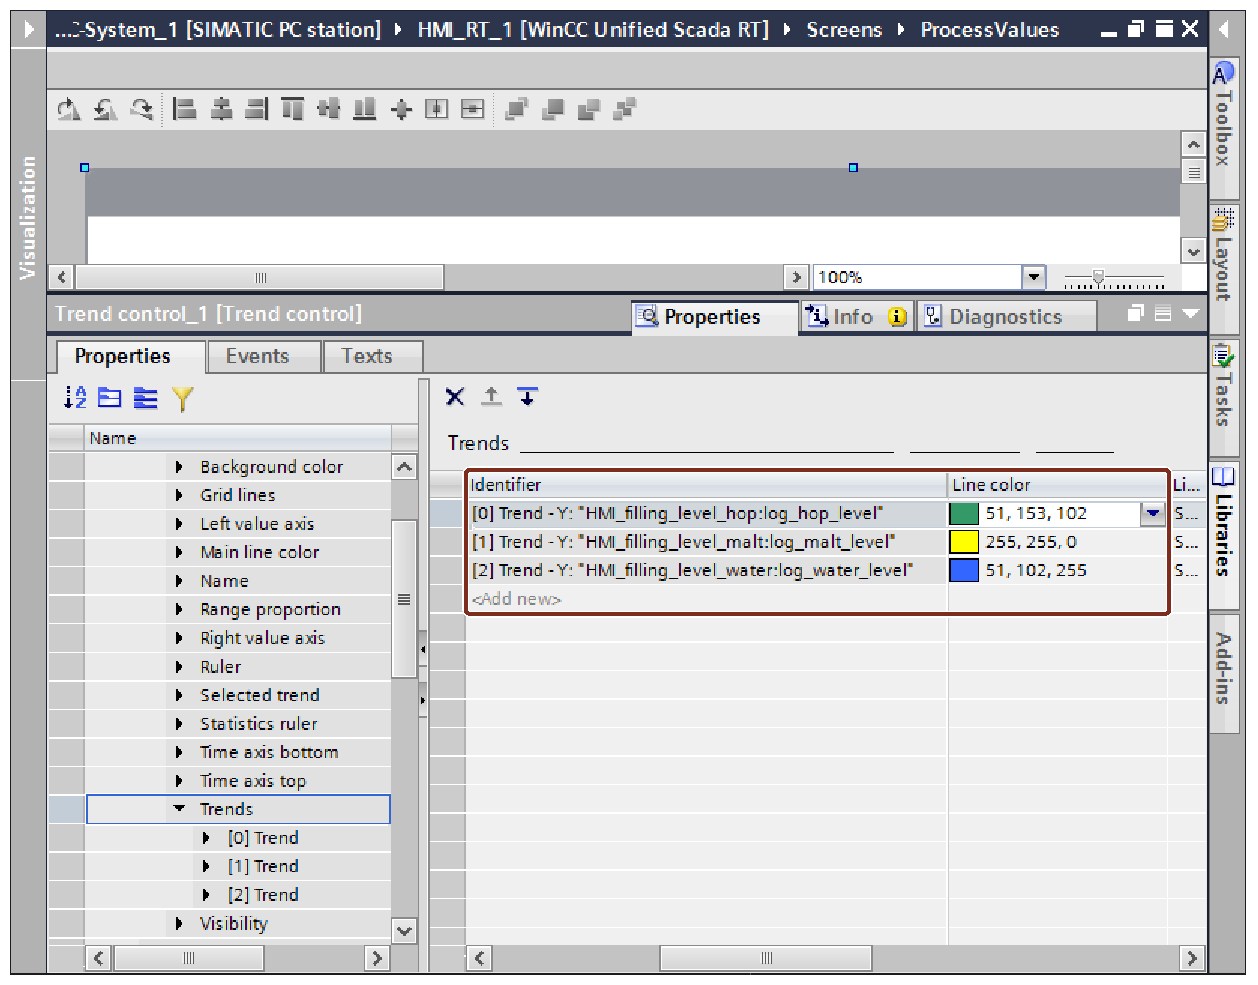 ...C-System_1 [SIMATIC PC station] HMI_RT_1 [WinCC Unified Scada RT] Screens ProcessValues
Visualization
100%
Trend control_1 [Trend control]
Properties
Info
Diagnostics
Properties
Events
Texts
Name
Background color
Grid lines
Left value axis
Main line color
Name
Range proportion
Right value axis
Ruler
Selected trend
Statistics ruler
Time axis bottom
Time axis top
Trends
[0] Trend
[1] Trend
[2] Trend
Visibility
Trends
Identifier Line color Li...
[0] Trend - Y: "HMI_filling_level_hop:log_hop_level" 51, 153, 102 S...
[1] Trend - Y: "HMI_filling_level_malt:log_malt_level" 255, 255, 0 S...
[2] Trend - Y: "HMI_filling_level_water:log_water_level" 51, 102, 255 S...
<Add new>
Toolbox
Layout
Tasks
Libraries
Add-ins